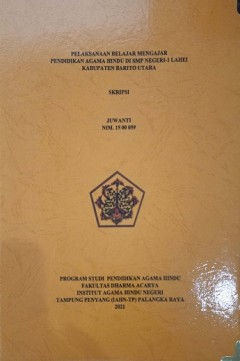 PELAKSANAAN BELAJAR MENGAJAR
PENDIDIKAN AGAMA HINDU DI SMP NEGERI-1 LAHEI
KABUPATEN BARITO UTARA
SKRIPSI
JUWANTI
NIM. 15 00 059
PROGRAM STUDI PENDIDIKAN AGAMA HINDU
FAKULTAS DHARMA ACARYA
INSTITUT AGAMA HINDU NEGERI
TAMPUNG PENYANG (IAHN-TP) PALANGKA RAYA
2021